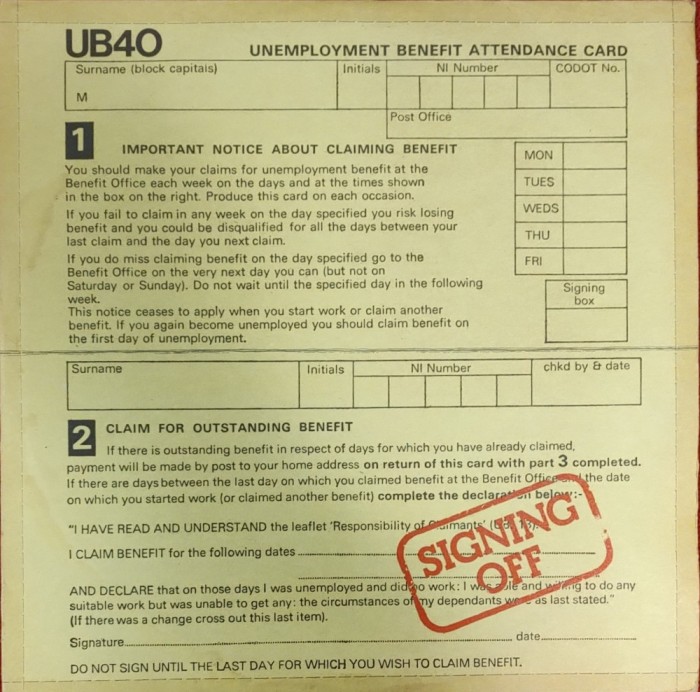 UB40
UNEMPLOYMENT BENEFIT ATTENDANCE CARD
Surname (block capitals)
Initials
NI Number
CODOT No.
M
Post Office
1
IMPORTANT NOTICE ABOUT CLAIMING BENEFIT
You should make your claims for unemployment benefit at the
Benefit Office each week on the days and at the times shown
in the box on the right. Produce this card on each occasion.
If you fail to claim in any week on the day specified you risk losing
benefit and you could be disqualified for all the days between your
last claim and the day you next claim.
If you do miss claiming benefit on the day specified go to the
Benefit Office on the very next day you can (but not on
Saturday or Sunday). Do not wait until the specified day in the following
week.
This notice ceases to apply when you start work or claim another
benefit. If you again become unemployed you should claim benefit on
the first day of unemployment.
MON
TUES
WEDS
THU
FRI
Signing
box
Surname
Initials
NI Number
chkd by & date
2
CLAIM FOR OUTSTANDING BENEFIT
If there is outstanding benefit in respect of days for which you have already claimed,
payment will be made by post to your home address on return of this card with part 3 completed.
If there are days between the last day on which you claimed benefit at the Benefit Office and the date
on which you started work (or claimed another benefit) complete the declaration below:-
"I HAVE READ AND UNDERSTAND the leaflet 'Responsibility of Claimants'
I CLAIM BENEFIT for the following dates
SIGNING
OFF
AND DECLARE that on those days I was unemployed and did no work: I was able and willing to do any
suitable work but was unable to get any: the circumstances of my dependants were as last stated."
(If there was a change cross out this last item).
Signature
date
DO NOT SIGN UNTIL THE LAST DAY FOR WHICH YOU WISH TO CLAIM BENEFIT.